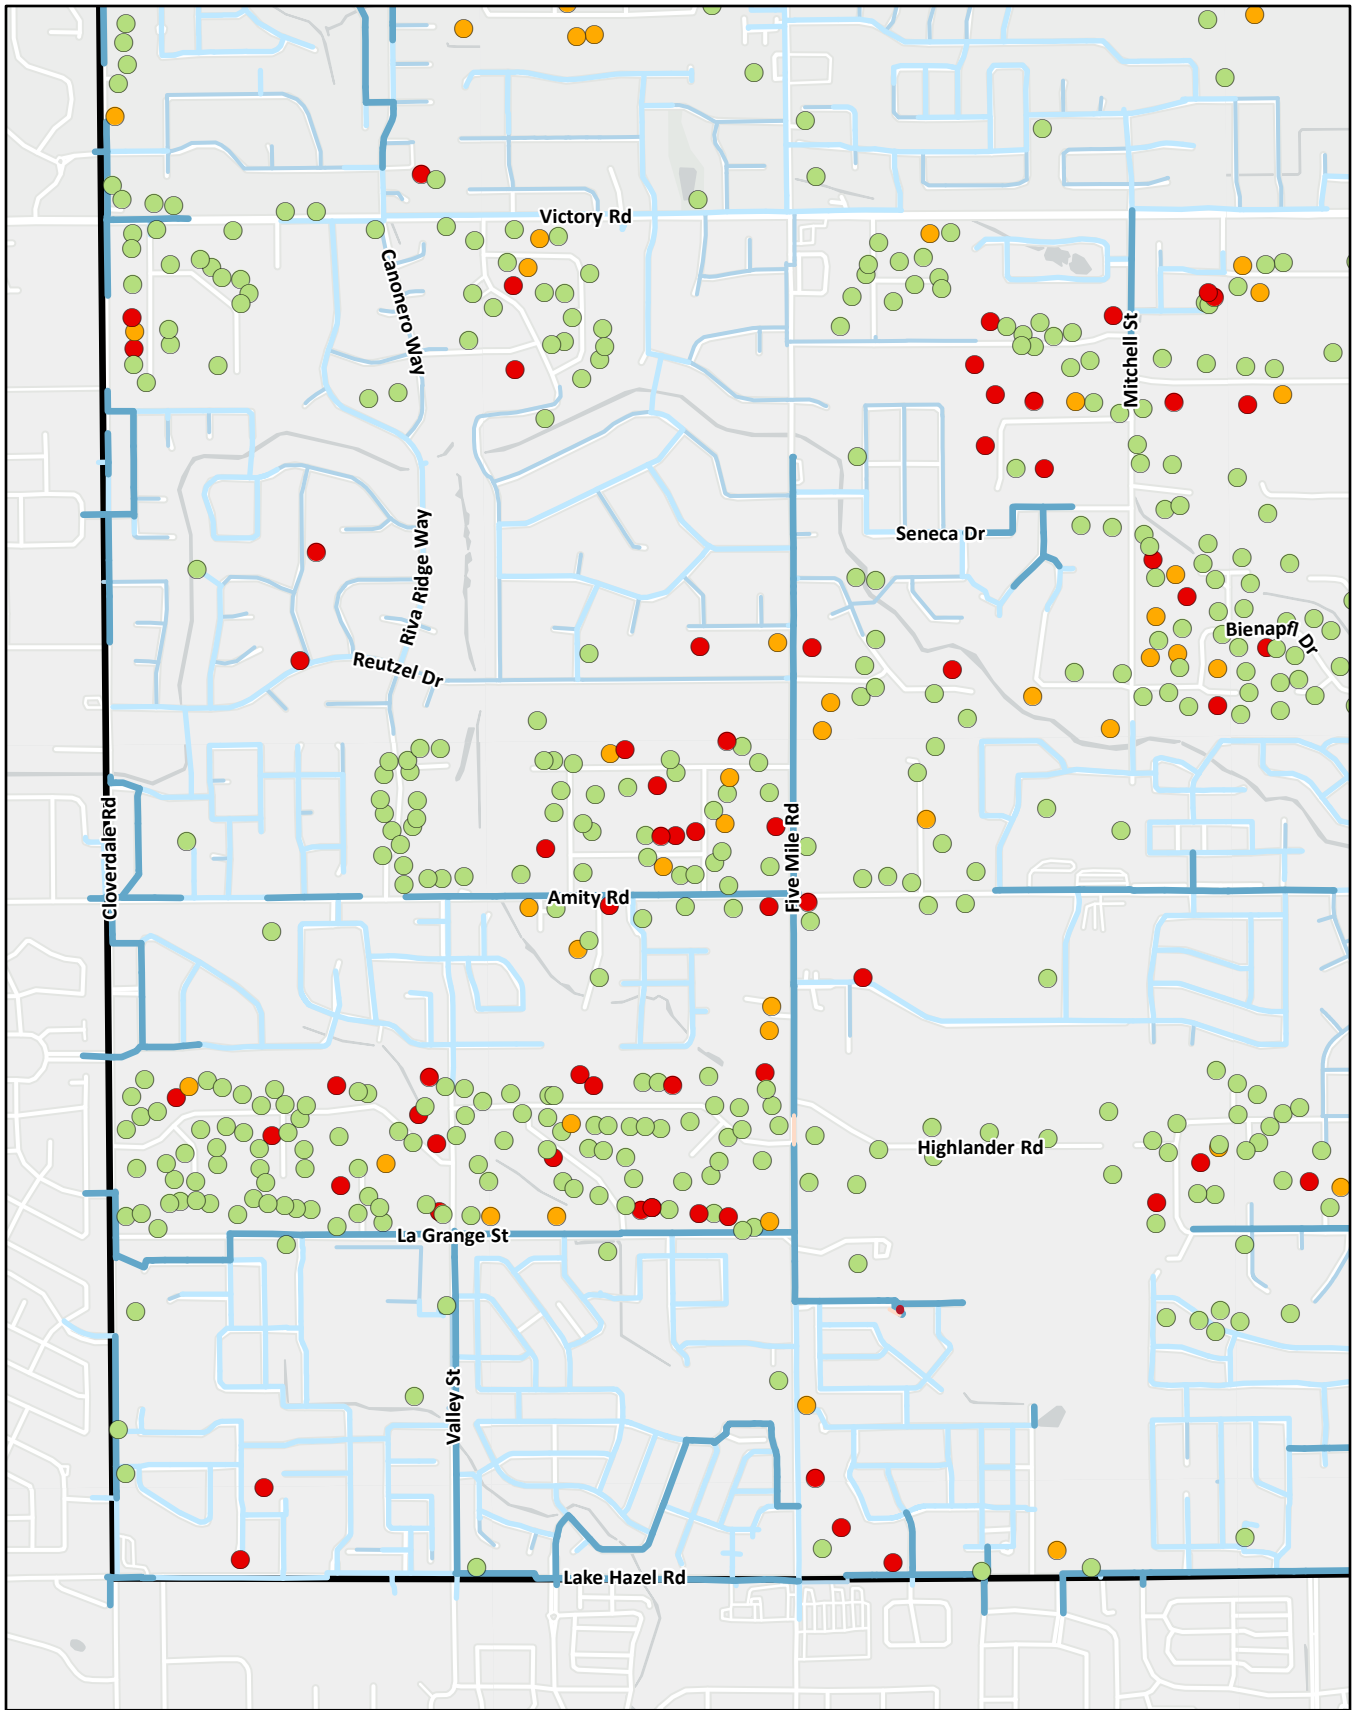 Victory Rd
Canonero Way
Mitchell St
Seneca Dr
Riva Ridge Way
Bienapfl Dr
Reutzel Dr
Cloverdale Rd
Five Mile Rd
Amity Rd
Highlander Rd
La Grange St
Valley St
Lake Hazel Rd